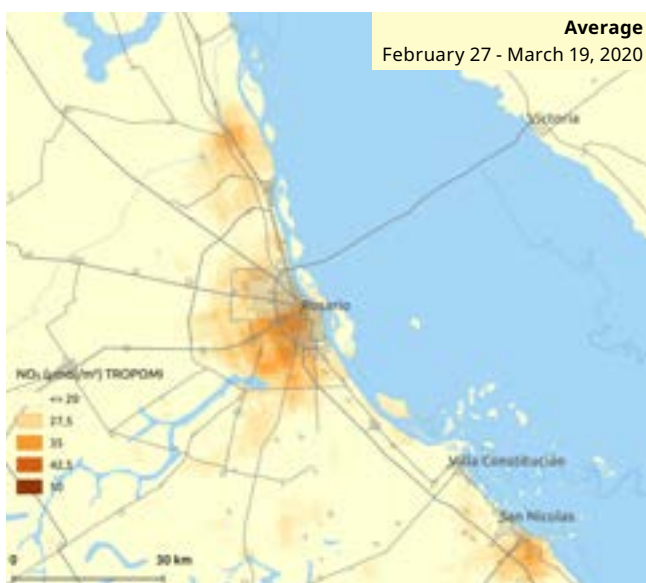 Average
February 27 - March 19, 2020
Victoria
Rosario
NO₂ (μmol/m²) TROPOMI
<= 20
27,5
35
42,5
50
Villa Constitución
San Nicolas
0 30 km